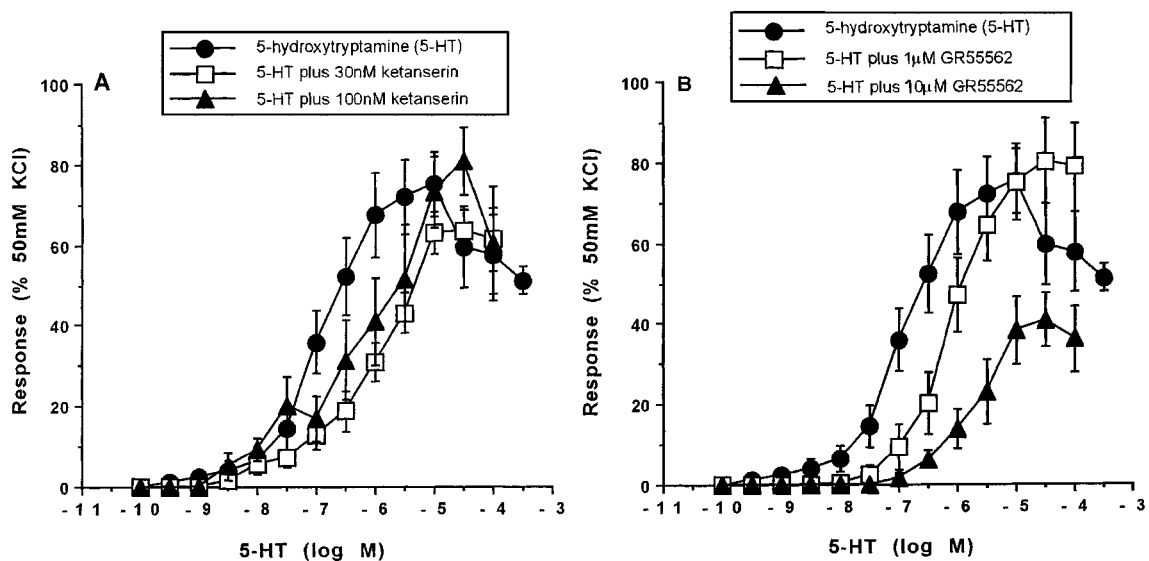 5-hydroxytryptamine (5-HT)
5-HT plus 30nM ketanserin
5-HT plus 100nM ketanserin
A
Response (% 50mM KCl)
100
80
60
40
20
0
-11 -10 -9 -8 -7 -6 -5 -4 -3
5-HT (log M)
5-hydroxytryptamine (5-HT)
5-HT plus 1µM GR55562
5-HT plus 10µM GR55562
B
Response (% 50mM KCl)
100
80
60
40
20
0
-11 -10 -9 -8 -7 -6 -5 -4 -3
5-HT (log M)